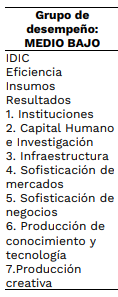 Grupo de
desempeño:
MEDIO BAJO
IDIC
Eficiencia
Insumos
Resultados
1. Instituciones
2. Capital Humano
e Investigación
3. Infraestructura
4. Sofisticación de
mercados
5. Sofisticación de
negocios
6. Producción de
conocimiento y
tecnología
7.Producción
creativa